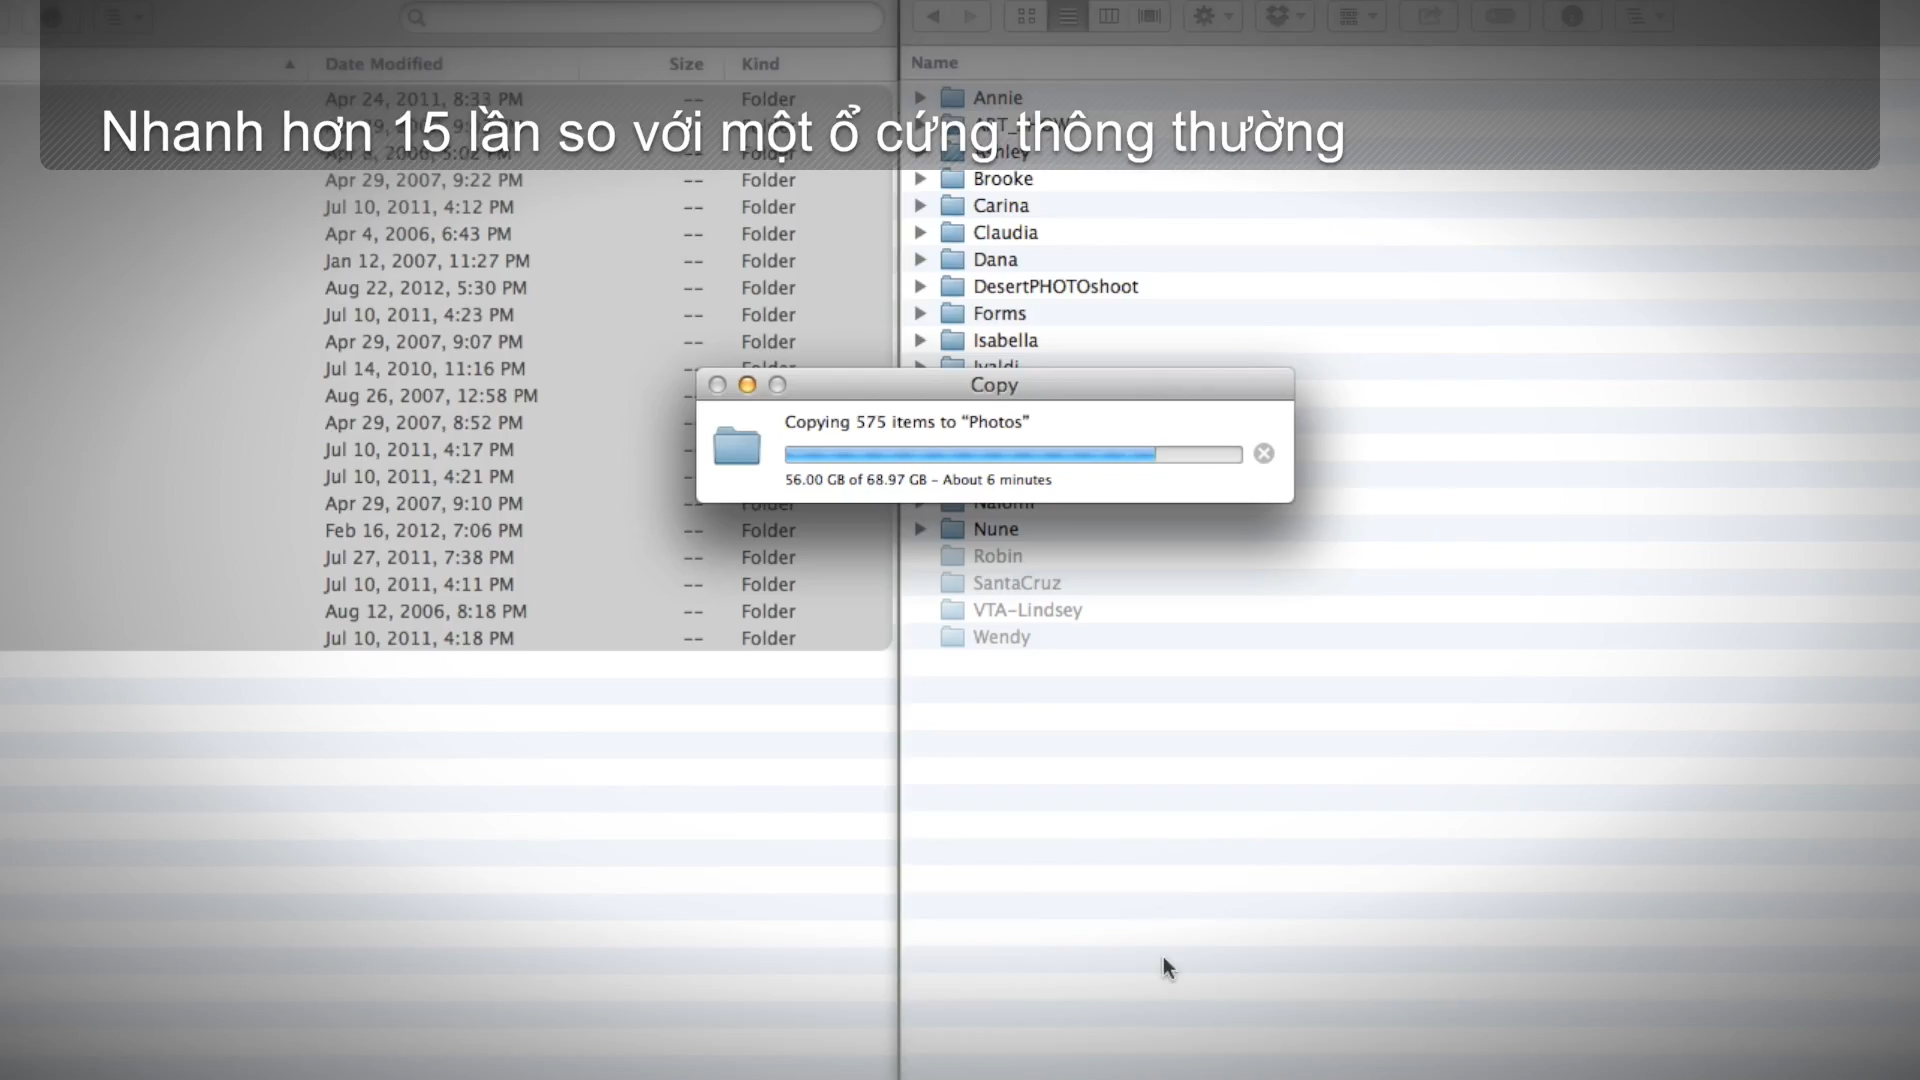 Date Modified Size Kind
Name
Apr 24, 2011, 8:33 PM -- Folder
Annie
Nhanh hơn 15 lần so với một ổ cứng thông thường
Apr 29, 2007, 9:22 PM -- Folder
Brooke
Jul 10, 2011, 4:12 PM -- Folder
Carina
Apr 4, 2006, 6:43 PM -- Folder
Claudia
Jan 12, 2007, 11:27 PM -- Folder
Dana
Aug 22, 2012, 5:30 PM -- Folder
DesertPHOTOshoot
Jul 10, 2011, 4:23 PM -- Folder
Forms
Apr 29, 2007, 9:07 PM -- Folder
Isabella
Jul 14, 2010, 11:16 PM
Aug 26, 2007, 12:58 PM
Apr 29, 2007, 8:52 PM
Jul 10, 2011, 4:17 PM
Jul 10, 2011, 4:21 PM
Copy
Copying 575 items to “Photos”
56.00 GB of 68.97 GB – About 6 minutes
Apr 29, 2007, 9:10 PM -- Folder
Feb 16, 2012, 7:06 PM -- Folder
Nune
Jul 27, 2011, 7:38 PM -- Folder
Robin
Jul 10, 2011, 4:11 PM -- Folder
SantaCruz
Aug 12, 2006, 8:18 PM -- Folder
VTA-Lindsey
Jul 10, 2011, 4:18 PM -- Folder
Wendy